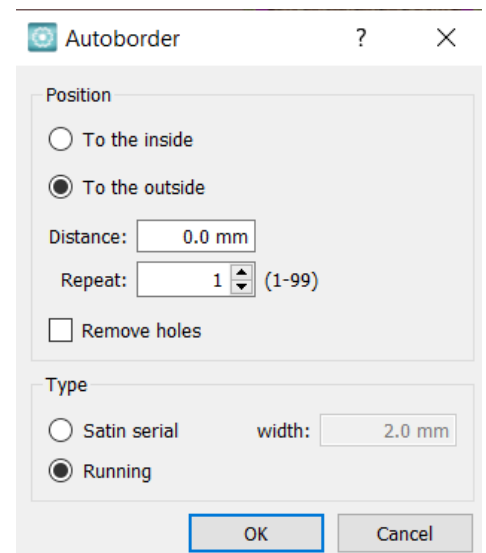 Autoborder ? ×
Position
To the inside
To the outside
Distance: 0.0 mm
Repeat: 1 (1-99)
Remove holes
Type
Satin serial width: 2.0 mm
Running
OK Cancel